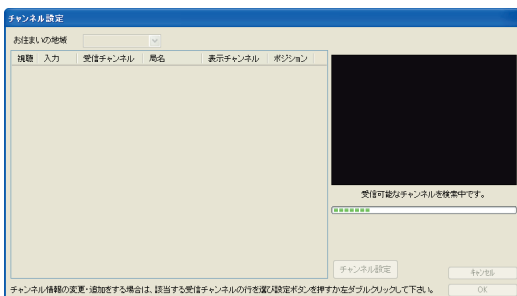 チャンネル設定
お住まいの地域
視聴 入力 受信チャンネル 局名 表示チャンネル ポジション
受信可能なチャンネルを検索中です。
チャンネル設定
キャンセル
チャンネル情報の変更・追加をする場合は、該当する受信チャンネルの行を選び設定ボタンを押すか左ダブルクリックして下さい。
OK